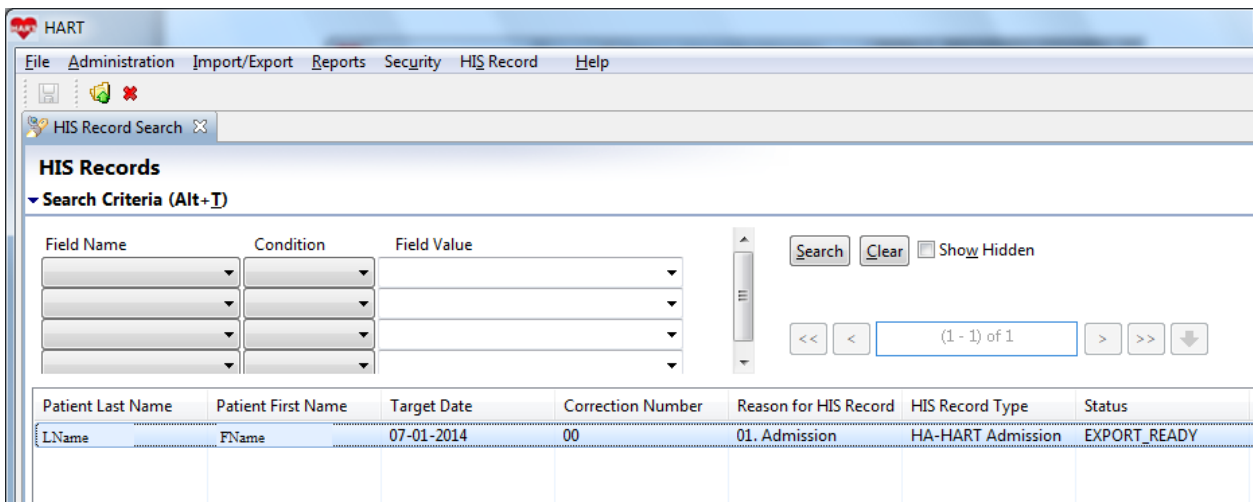 HART HART
File Administration Import/Export Reports Security HIS Record Help
HIS Record Search
HIS Records
Search Criteria (Alt+T)
Field Name Condition Field Value
Search Clear Show Hidden
<< < (1 - 1) of 1 > >>
Patient Last Name Patient First Name Target Date Correction Number Reason for HIS Record HIS Record Type Status
LName FName 07-01-2014 00 01. Admission HA-HART Admission EXPORT_READY